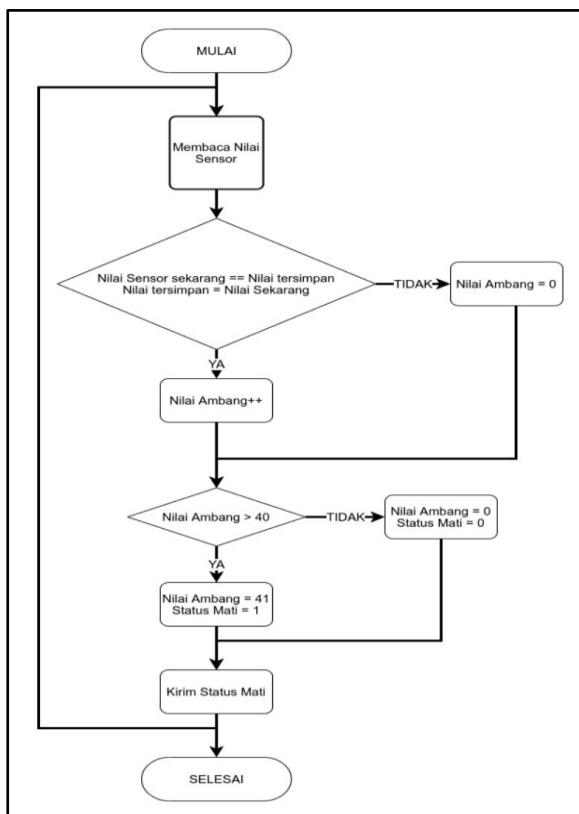 MULAI
Membaca Nilai
Sensor
Nilai Sensor sekarang == Nilai tersimpan
Nilai tersimpan = Nilai Sekarang
TIDAK
Nilai Ambang = 0
YA
Nilai Ambang++
Nilai Ambang > 40
TIDAK
Nilai Ambang = 0
Status Mati = 0
YA
Nilai Ambang = 41
Status Mati = 1
Kirim Status Mati
SELESAI